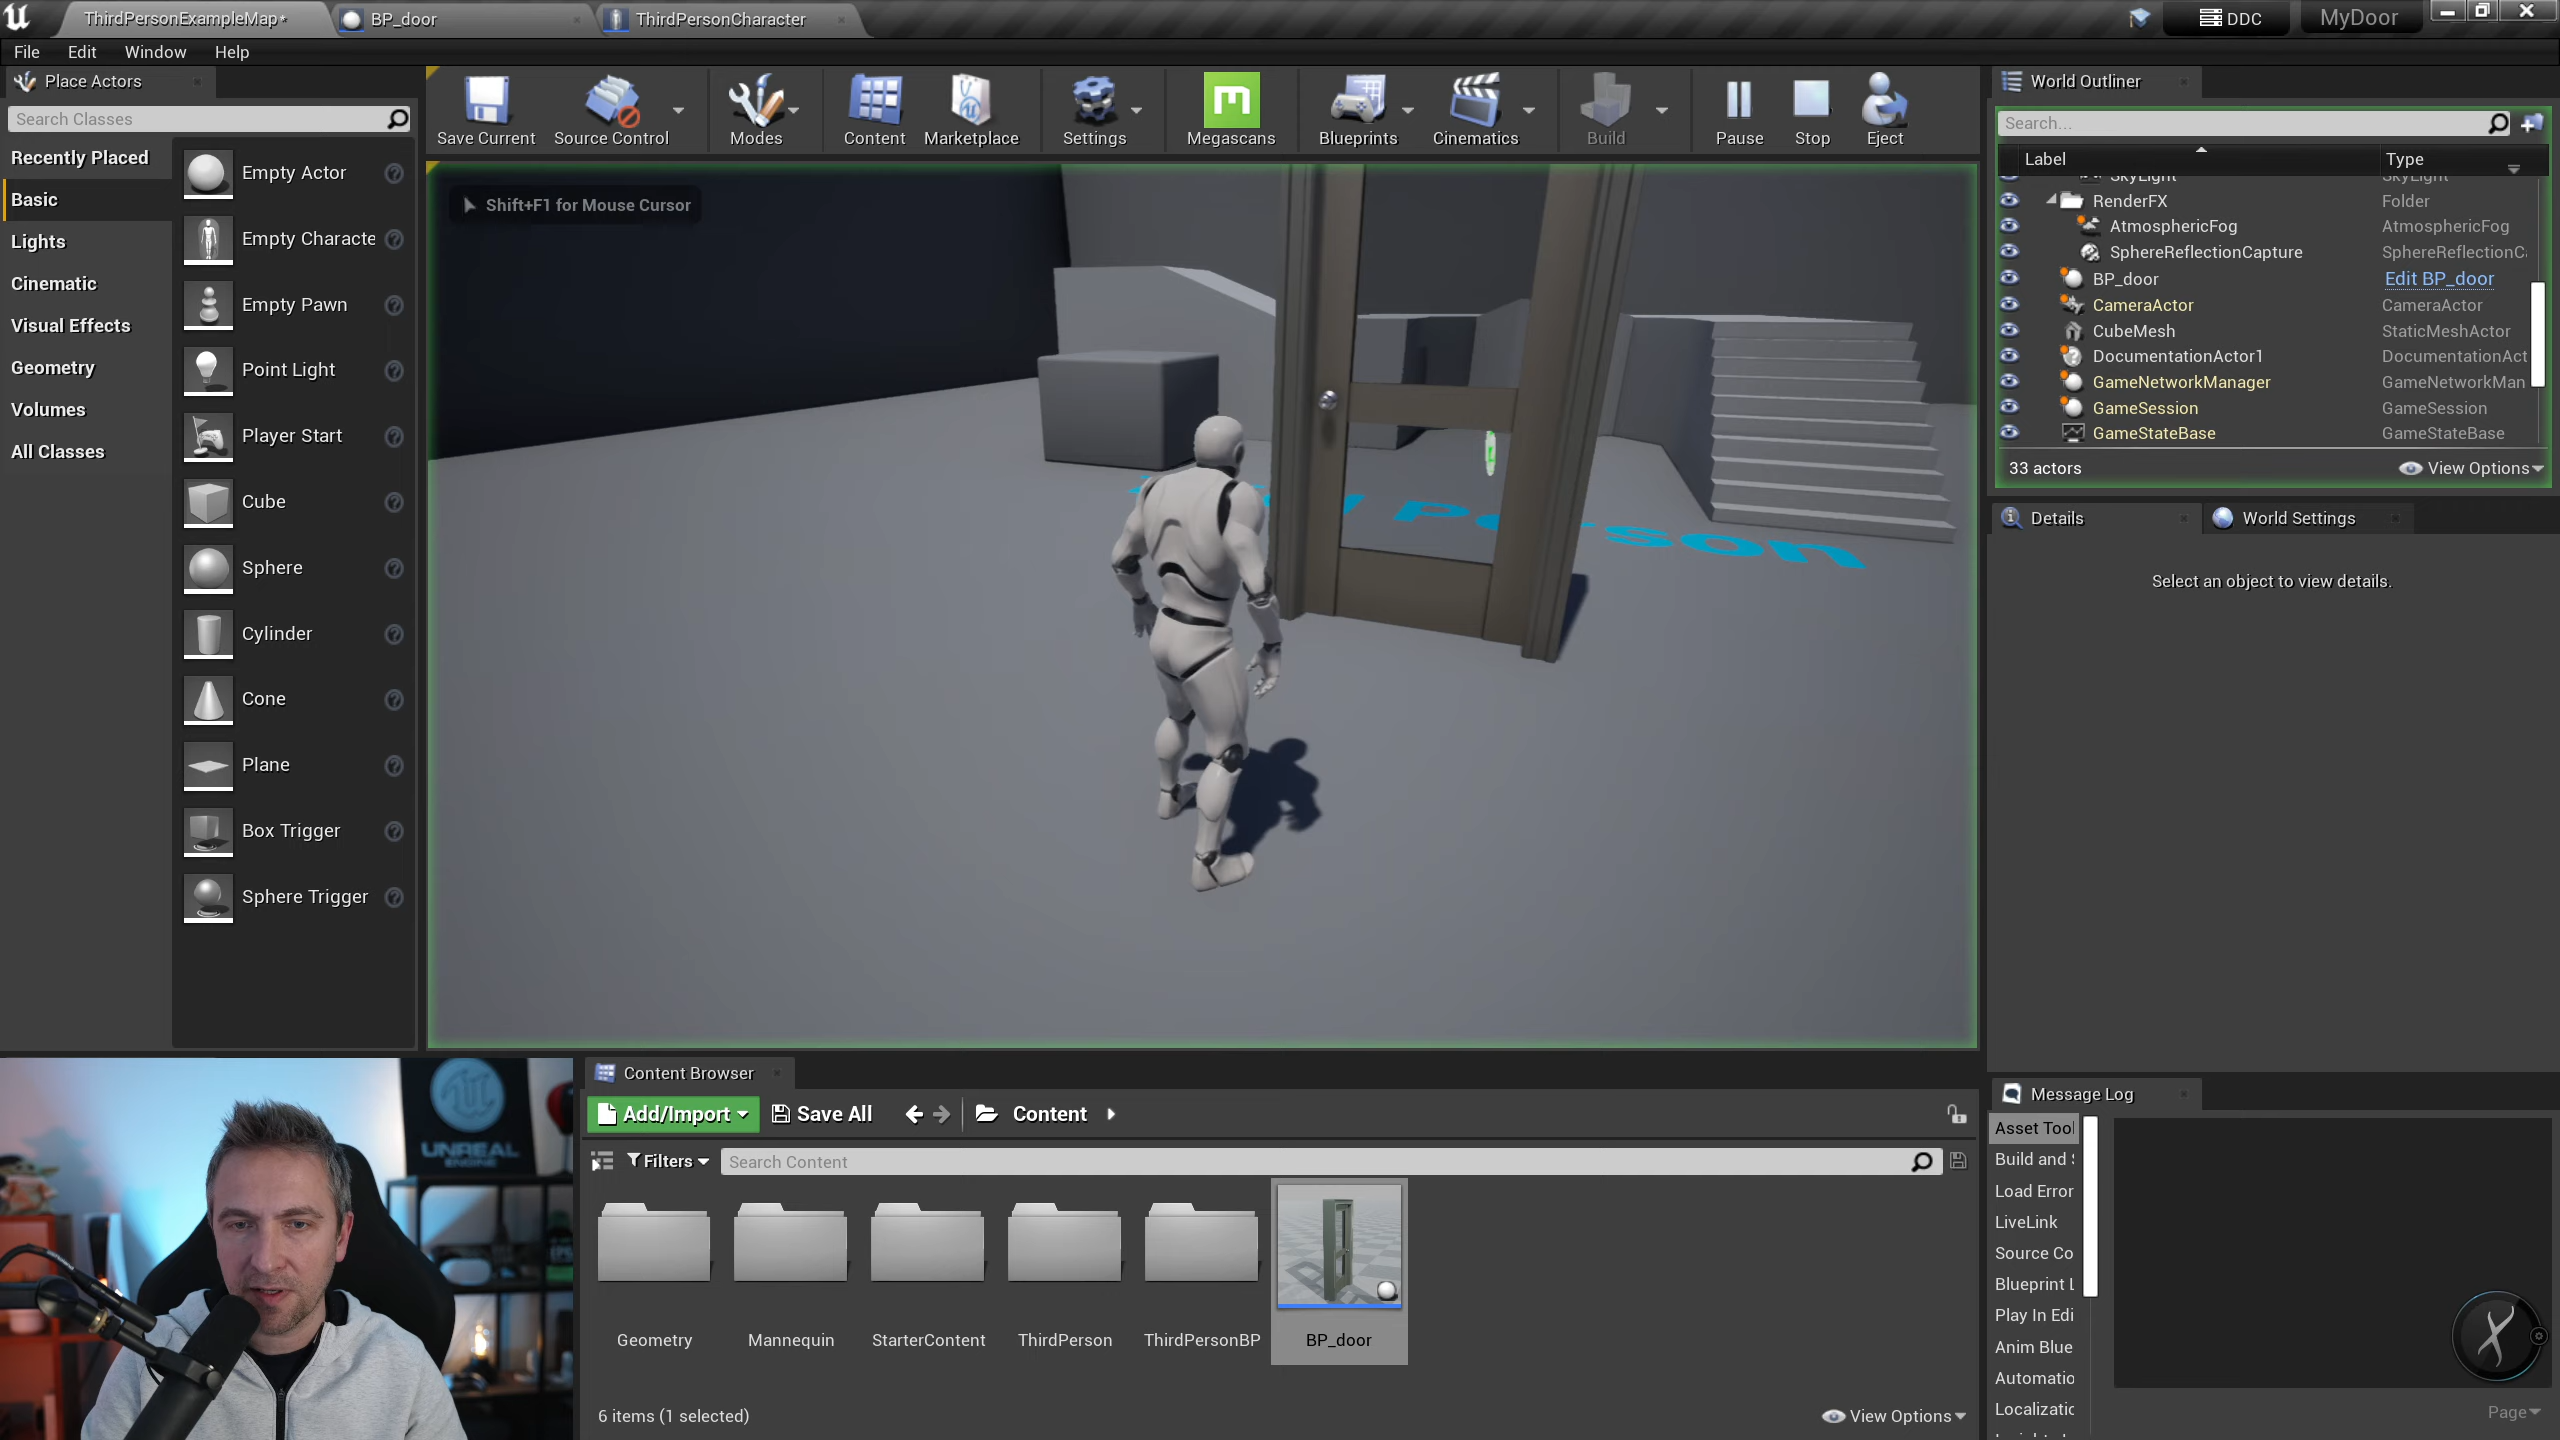 ThirdPersonExampleMap*
BP_door
ThirdPersonCharacter
DDC
MyDoor
File Edit Window Help
Place Actors
Search Classes
Recently Placed
Basic
Lights
Cinematic
Visual Effects
Geometry
Volumes
All Classes
Empty Actor
Empty Characte
Empty Pawn
Point Light
Player Start
Cube
Sphere
Cylinder
Cone
Plane
Box Trigger
Sphere Trigger
Save Current
Source Control
Modes
Content
Marketplace
Settings
Megascans
Blueprints
Cinematics
Build
Pause
Stop
Eject
Shift+F1 for Mouse Cursor
World Outliner
Search...
Label Type
SkyLight SkyLight
RenderFX Folder
AtmosphericFog AtmosphericFog
SphereReflectionCapture SphereReflectionC
BP_door Edit BP_door
CameraActor CameraActor
CubeMesh StaticMeshActor
DocumentationActor1 DocumentationAct
GameNetworkManager GameNetworkMan
GameSession GameSession
GameStateBase GameStateBase
33 actors View Options
Details World Settings
Select an object to view details.
Content Browser
Add/Import Save All Content
Filters Search Content
Geometry
Mannequin
StarterContent
ThirdPerson
ThirdPersonBP
BP_door
6 items (1 selected) View Options
Message Log
Asset Tool
Build and S
Load Error
LiveLink
Source Co
Blueprint L
Play In Edi
Anim Blue
Automatio
Localizatio
Page
UNREAL
ENGINE